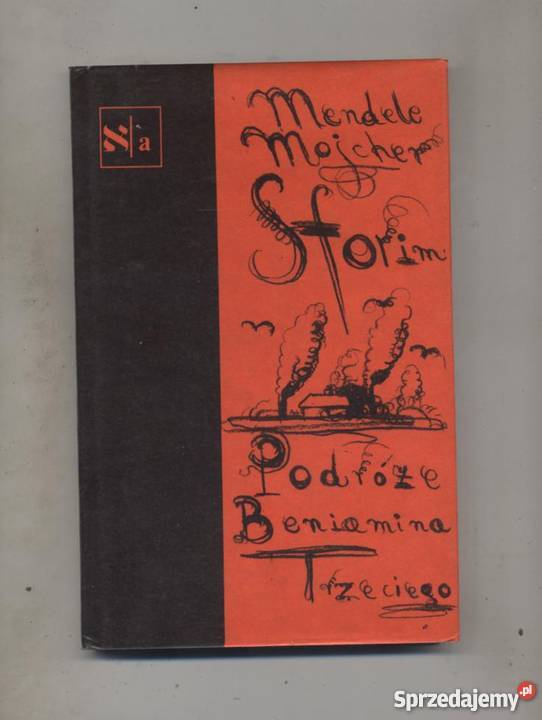 א|a
Mendele
Mojcher
Sforim
Podróże
Beniamina
Trzeciego
Sprzedajemy.pl